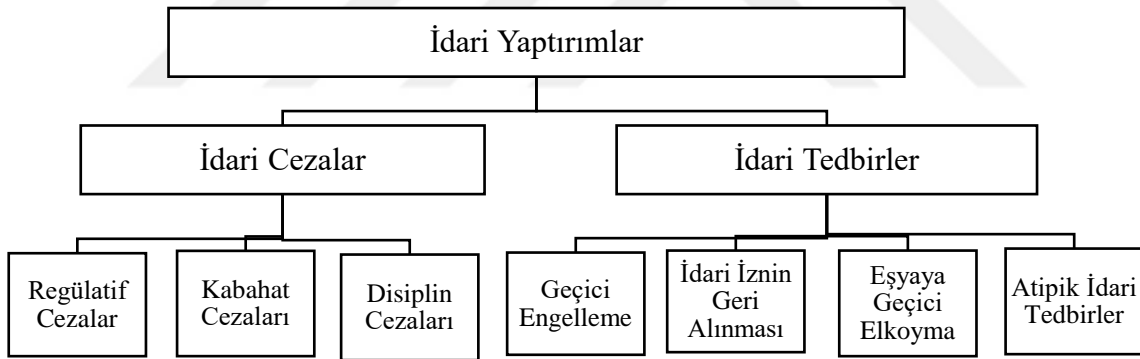 İdari Yaptırımlar
İdari Cezalar
İdari Tedbirler
Regülatif
Cezalar
Kabahat
Cezaları
Disiplin
Cezaları
Geçici
Engelleme
İdari İznin
Geri
Alınması
Eşyaya
Geçici
Elkoyma
Atipik İdari
Tedbirler